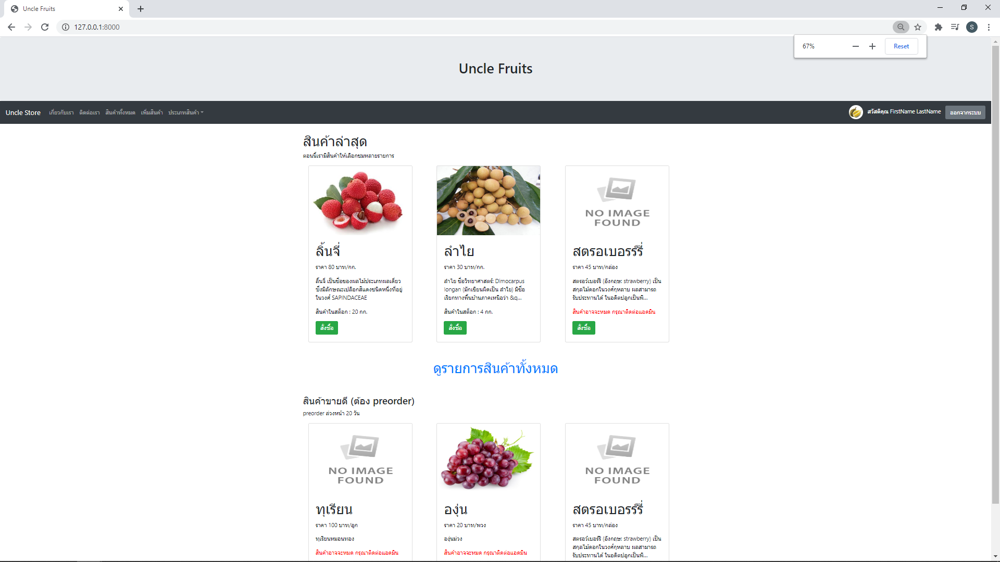 Uncle Fruits
127.0.0.1:8000
67%
Reset
Uncle Fruits
Uncle Store
เกี่ยวกับเรา
ติดต่อเรา
สินค้าทั้งหมด
เพิ่มสินค้า
ประเภทสินค้า
สวัสดีคุณ FirstName LastName
ออกจากระบบ
สินค้าล่าสุด
ตอนนี้เรามีสินค้าให้เลือกชมหลายรายการ
NO IMAGE
FOUND
ลิ้นจี่
ราคา 80 บาท/กก.
ลิ้นจี่ เป็นชื่อของผลไม้ประเภทผลเดี่ยว
ซึ่งมีลักษณะเปลือกสีแดงชนิดหนึ่งที่อยู่
ในวงศ์ SAPINDACEAE
สินค้าในสต็อก : 20 กก.
สั่งซื้อ
ลำไย
ราคา 30 บาท/กก.
ลำไย ชื่อวิทยาศาสตร์: Dimocarpus
longan (มักเขียนผิดเป็น ลำใย) มีชื่อ
เรียกทางพื้นบ้านภาคเหนือว่า &q...
สินค้าในสต็อก : 4 กก.
สั่งซื้อ
สตรอเบอรร์รี่
ราคา 45 บาท/กล่อง
สตรอว์เบอร์รี (อังกฤษ: strawberry) เป็น
สกุลไม้ดอกในวงศ์กุหลาบ ผลสามารถ
รับประทานได้ ในอดีตปลูกเป็นพื...
สินค้าอาจจะหมด กรุณาติดต่อแอดมิน
สั่งซื้อ
ดูรายการสินค้าทั้งหมด
สินค้าขายดี (ต้อง preorder)
preorder ล่วงหน้า 20 วัน
NO IMAGE
FOUND
NO IMAGE
FOUND
ทุเรียน
ราคา 100 บาท/ลูก
ทุเรียนหมอนทอง
สินค้าอาจจะหมด กรุณาติดต่อแอดมิน
องุ่น
ราคา 20 บาท/พวง
องุ่นม่วง
สินค้าอาจจะหมด กรุณาติดต่อแอดมิน
สตรอเบอรร์รี่
ราคา 45 บาท/กล่อง
สตรอว์เบอร์รี (อังกฤษ: strawberry) เป็น
สกุลไม้ดอกในวงศ์กุหลาบ ผลสามารถ
รับประทานได้ ในอดีตปลูกเป็นพื...
S